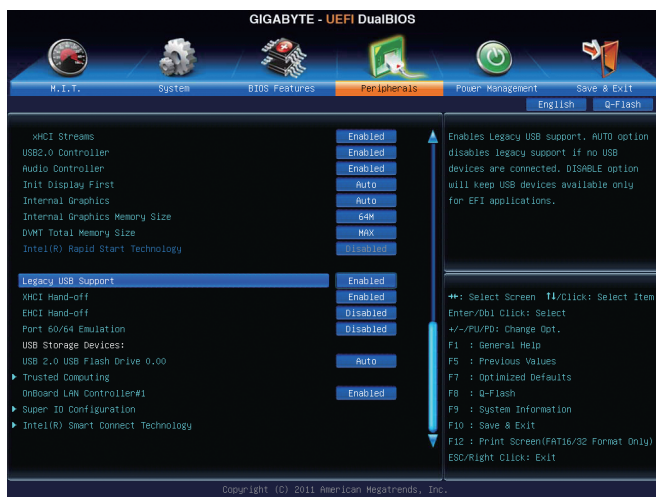 GIGABYTE - UEFI DualBIOS
M.I.T.
System
BIOS Features
Peripherals
Power Management
Save & Exit
English
Q-Flash
xHCI Streams Enabled
USB2.0 Controller Enabled
Audio Controller Enabled
Init Display First Auto
Internal Graphics Auto
Internal Graphics Memory Size 64M
DVMT Total Memory Size MAX
Intel(R) Rapid Start Technology Disabled
Legacy USB Support Enabled
XHCI Hand-off Enabled
EHCI Hand-off Disabled
Port 60/64 Emulation Disabled
USB Storage Devices:
USB 2.0 USB Flash Drive 0.00 Auto
Trusted Computing
OnBoard LAN Controller#1 Enabled
Super IO Configuration
Intel(R) Smart Connect Technology
Enables Legacy USB support. AUTO option
disables legacy support if no USB
devices are connected. DISABLE option
will keep USB devices available only
for EFI applications.
→←: Select Screen ↑↓/Click: Select Item
Enter/Dbl Click: Select
+/-/PU/PD: Change Opt.
F1 : General Help
F5 : Previous Values
F7 : Optimized Defaults
F8 : Q-Flash
F9 : System Information
F10 : Save & Exit
F12 : Print Screen(FAT16/32 Format Only)
ESC/Right Click: Exit
Copyright (C) 2011 American Megatrends, Inc.